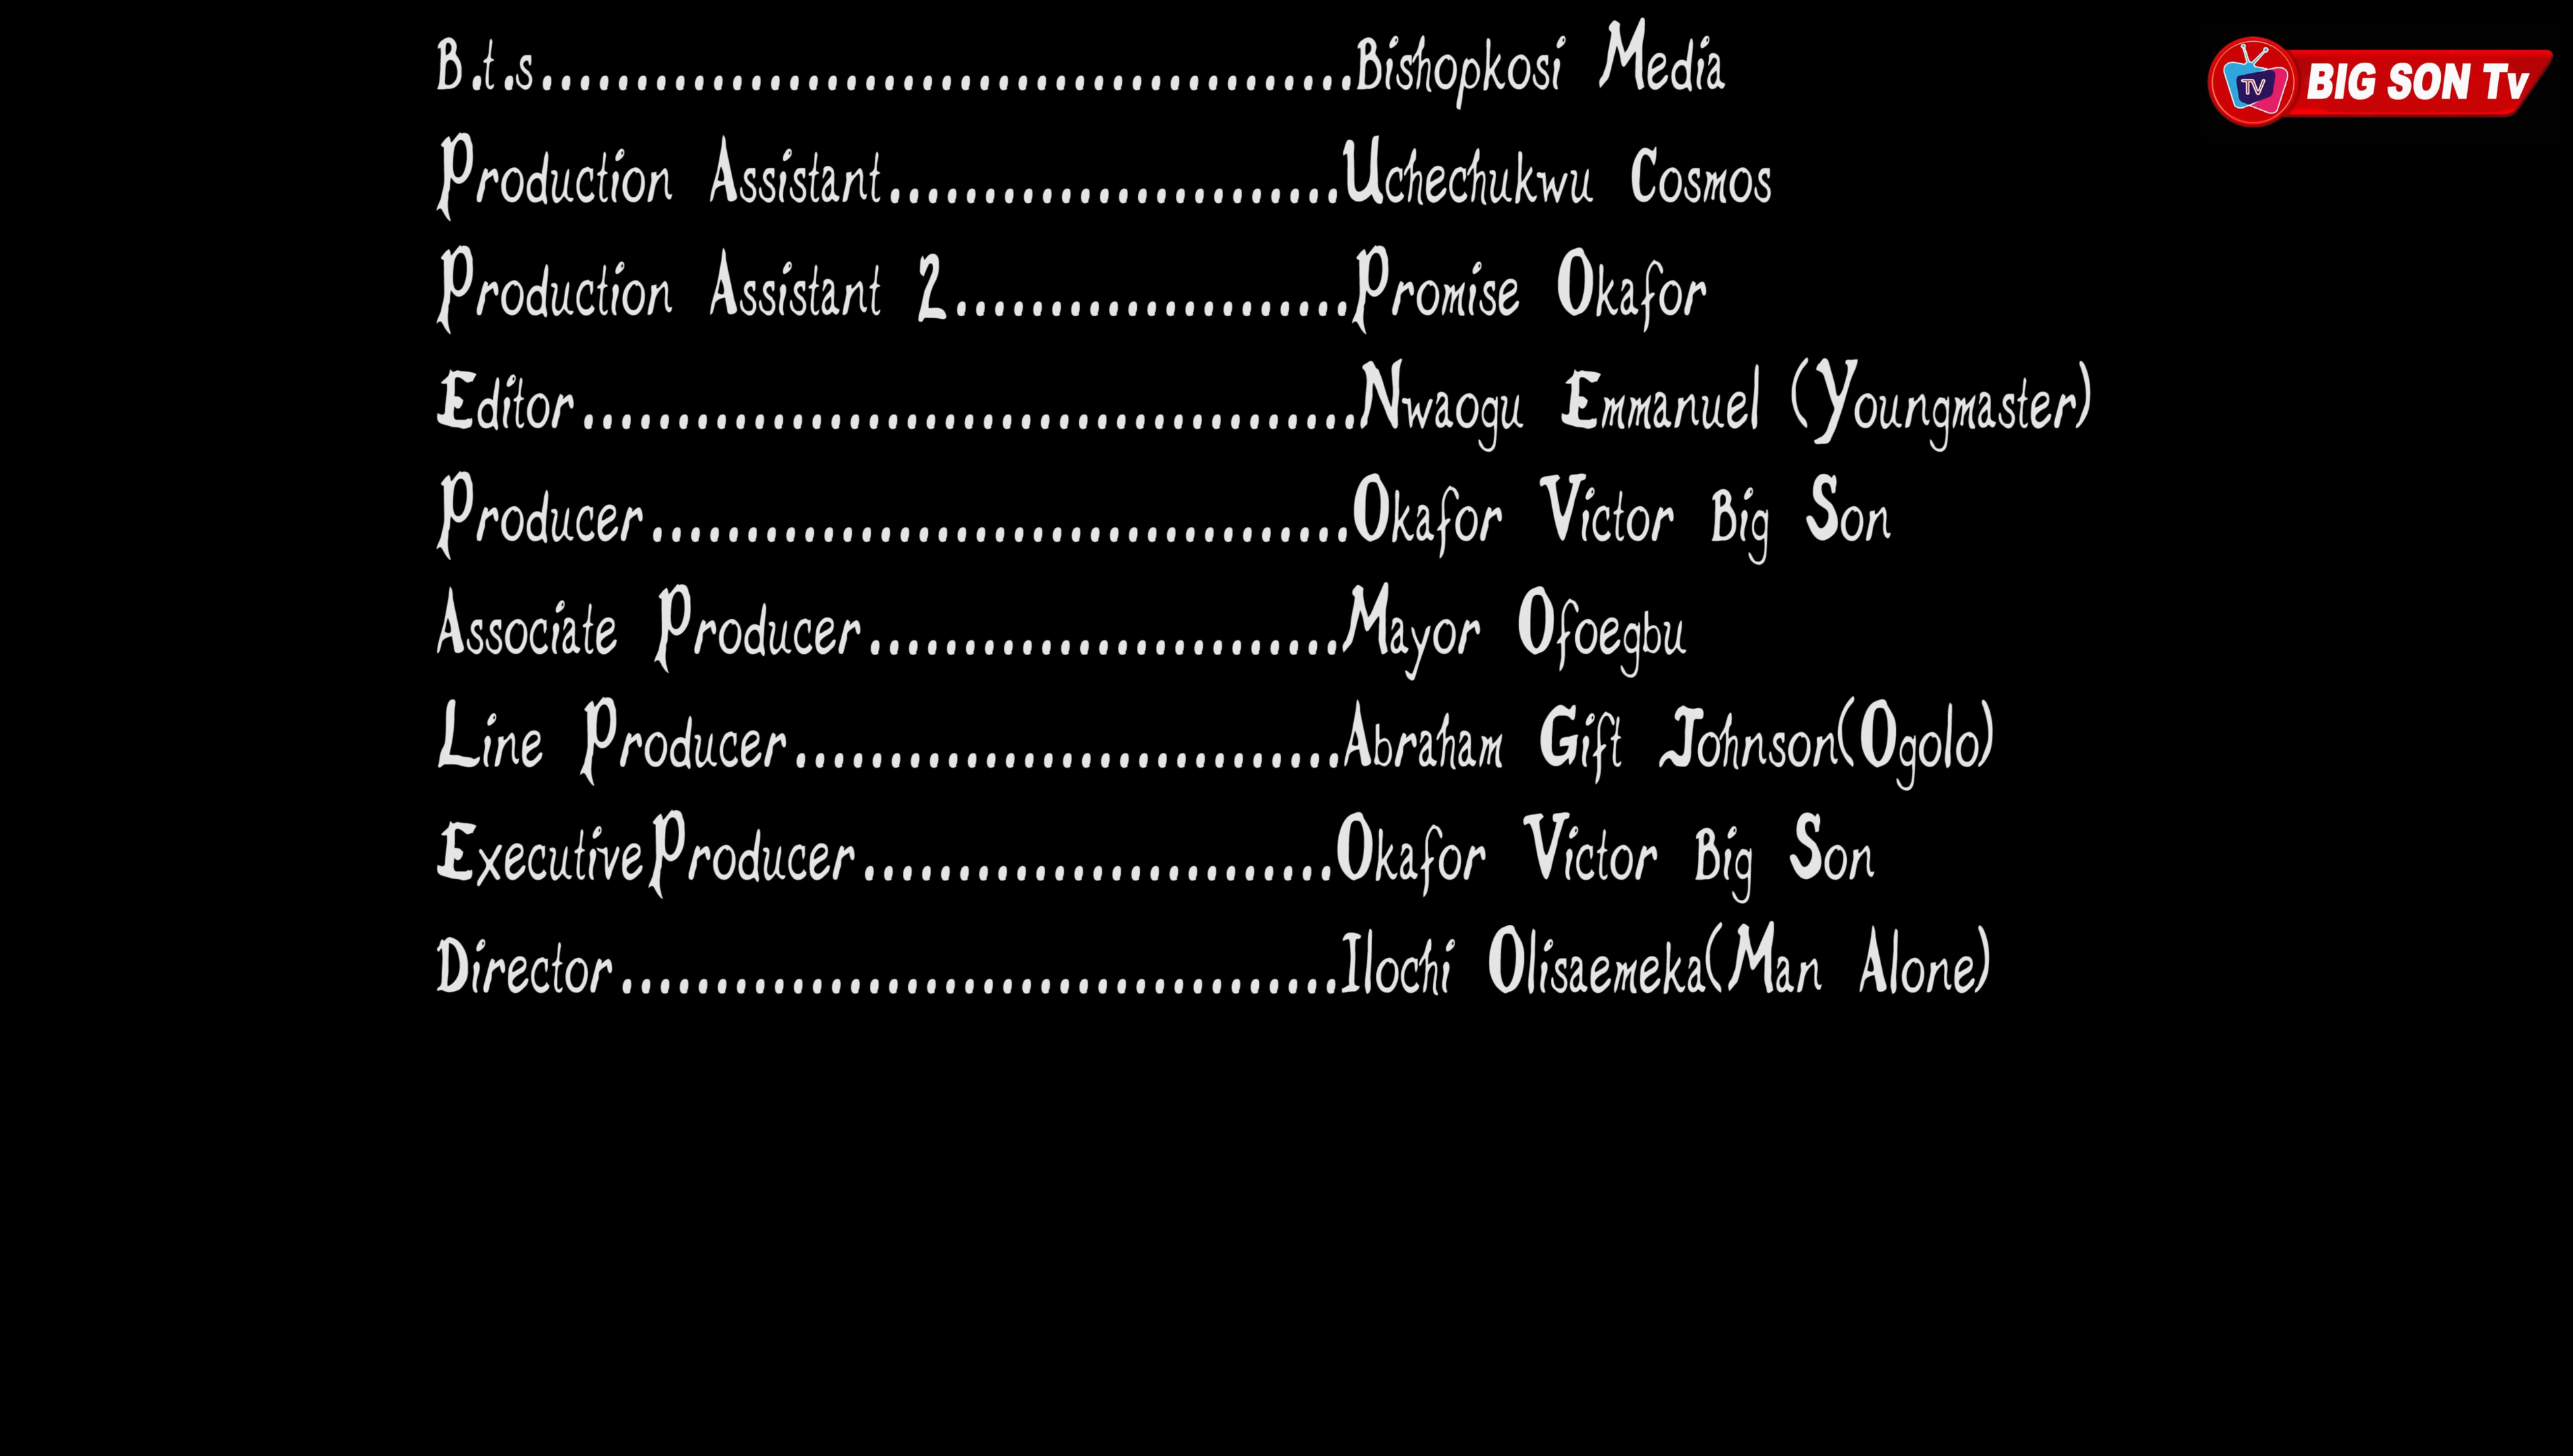 B.t.s...........................................Bishopkosi Media
TV BIG SON Tv
Production Assistant........................Uchechukwu Cosmos
Production Assistant 2.....................Promise Okafor
Editor.........................................Nwaogu Emmanuel (Youngmaster)
Producer.....................................Okafor Victor Big Son
Associate Producer.........................Mayor Ofoegbu
Line Producer.............................Abraham Gift Johnson(Ogolo)
ExecutiveProducer.........................Okafor Victor Big Son
Director......................................Ilochi Olisaemeka(Man Alone)